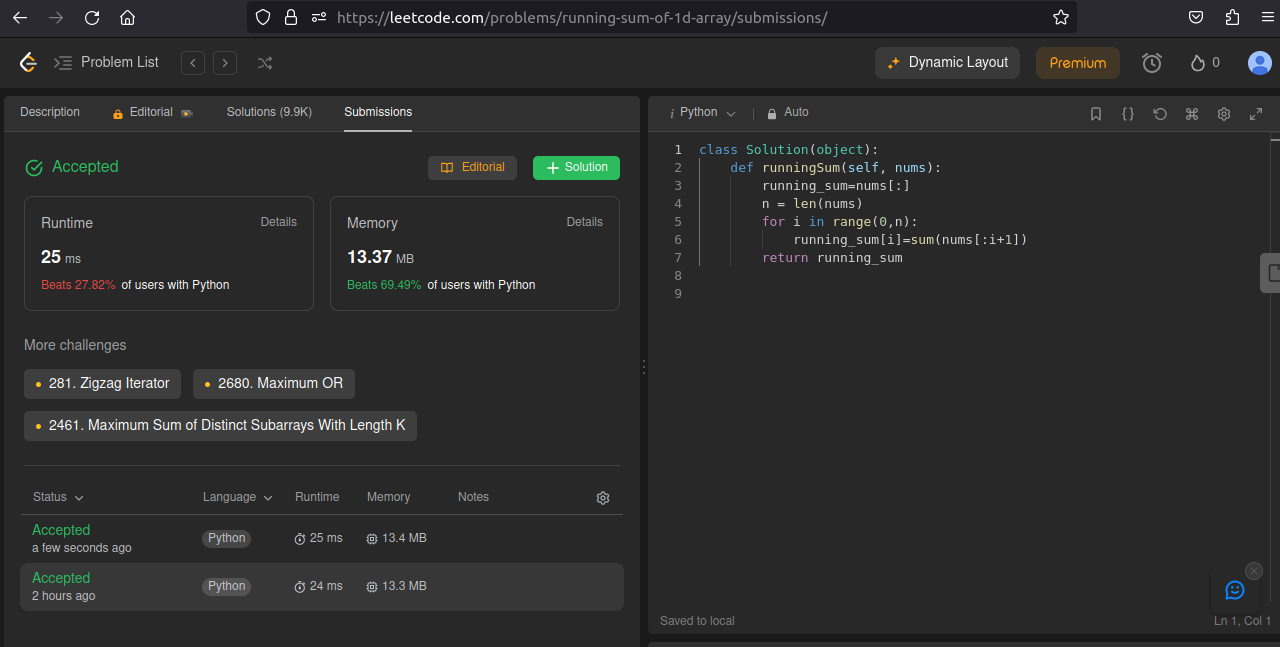 https://leetcode.com/problems/running-sum-of-1d-array/submissions/
Problem List
Dynamic Layout
Premium
0
Description
Editorial
Solutions (9.9K)
Submissions
Accepted
Editorial
Solution
Runtime
Details
25 ms
Beats 27.82% of users with Python
Memory
Details
13.37 MB
Beats 69.49% of users with Python
More challenges
281. Zigzag Iterator
2680. Maximum OR
2461. Maximum Sum of Distinct Subarrays With Length K
Status Language Runtime Memory Notes
Accepted
a few seconds ago
Python
25 ms
13.4 MB
Accepted
2 hours ago
Python
24 ms
13.3 MB
i Python
Auto
1 class Solution(object):
2     def runningSum(self, nums):
3         running_sum=nums[:]
4         n = len(nums)
5         for i in range(0,n):
6             running_sum[i]=sum(nums[:i+1])
7         return running_sum
8
9
Saved to local
Ln 1, Col 1